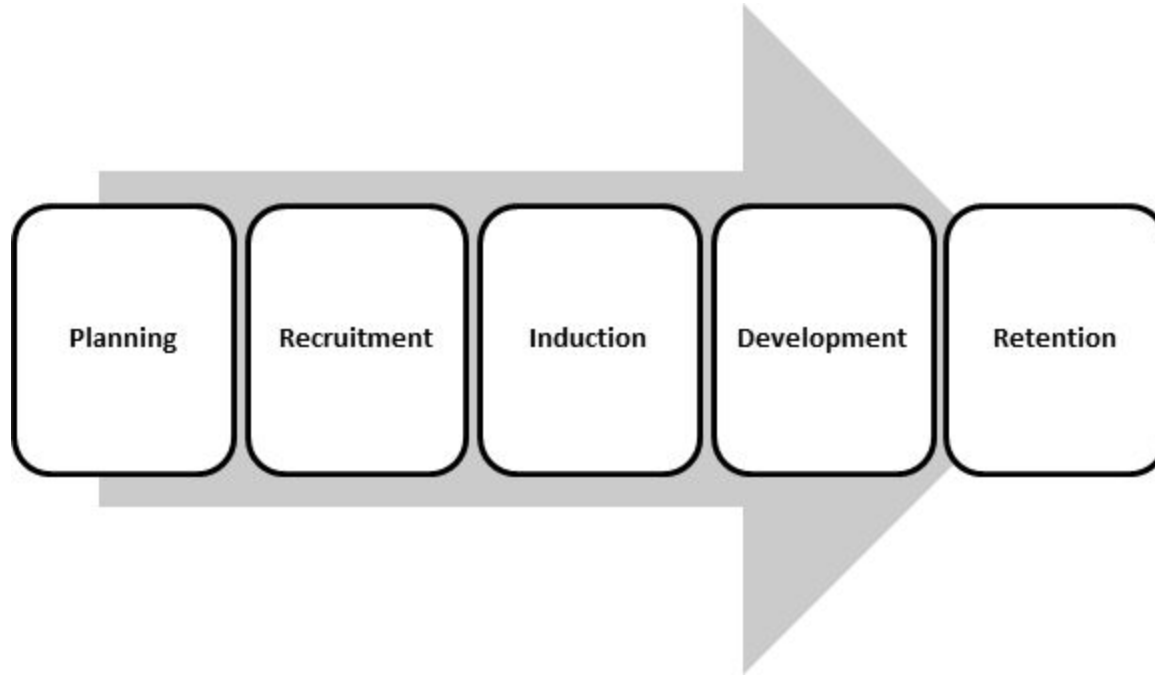 Planning
Recruitment
Induction
Development
Retention